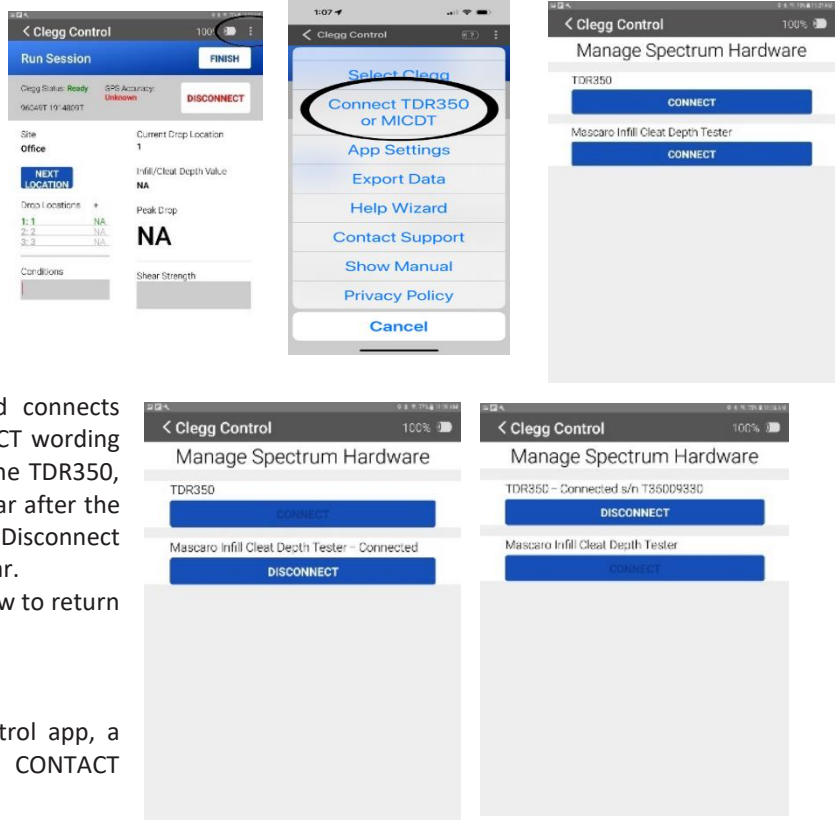 < Clegg Control
Run Session FINISH
Clegg Status: Ready GPS Accuracy:
Unknown
DISCONNECT
Site Current Drop Location
Office 1
NEXT
LOCATION
Infill/Cleat Depth Value
NA
Drop Locations +
Peak Drop
1: 1 NA
2: 2 NA
3: 3 NA
NA
Conditions Shear Strength
1:07
< Clegg Control
Select Clegg
Connect TDR350
or MICDT
App Settings
Export Data
Help Wizard
Contact Support
Show Manual
Privacy Policy
Cancel
< Clegg Control 100%
Manage Spectrum Hardware
TDR350
CONNECT
Mascaro Infill Cleat Depth Tester
CONNECT
d connects
CT wording
ne TDR350,
ar after the
Disconnect
ar.
w to return
trol app, a
CONTACT
< Clegg Control 100%
Manage Spectrum Hardware
TDR350
CONNECT
Mascaro Infill Cleat Depth Tester – Connected
DISCONNECT
< Clegg Control 100%
Manage Spectrum Hardware
TDR350 – Connected s/n T35009330
DISCONNECT
Mascaro Infill Cleat Depth Tester
CONNECT